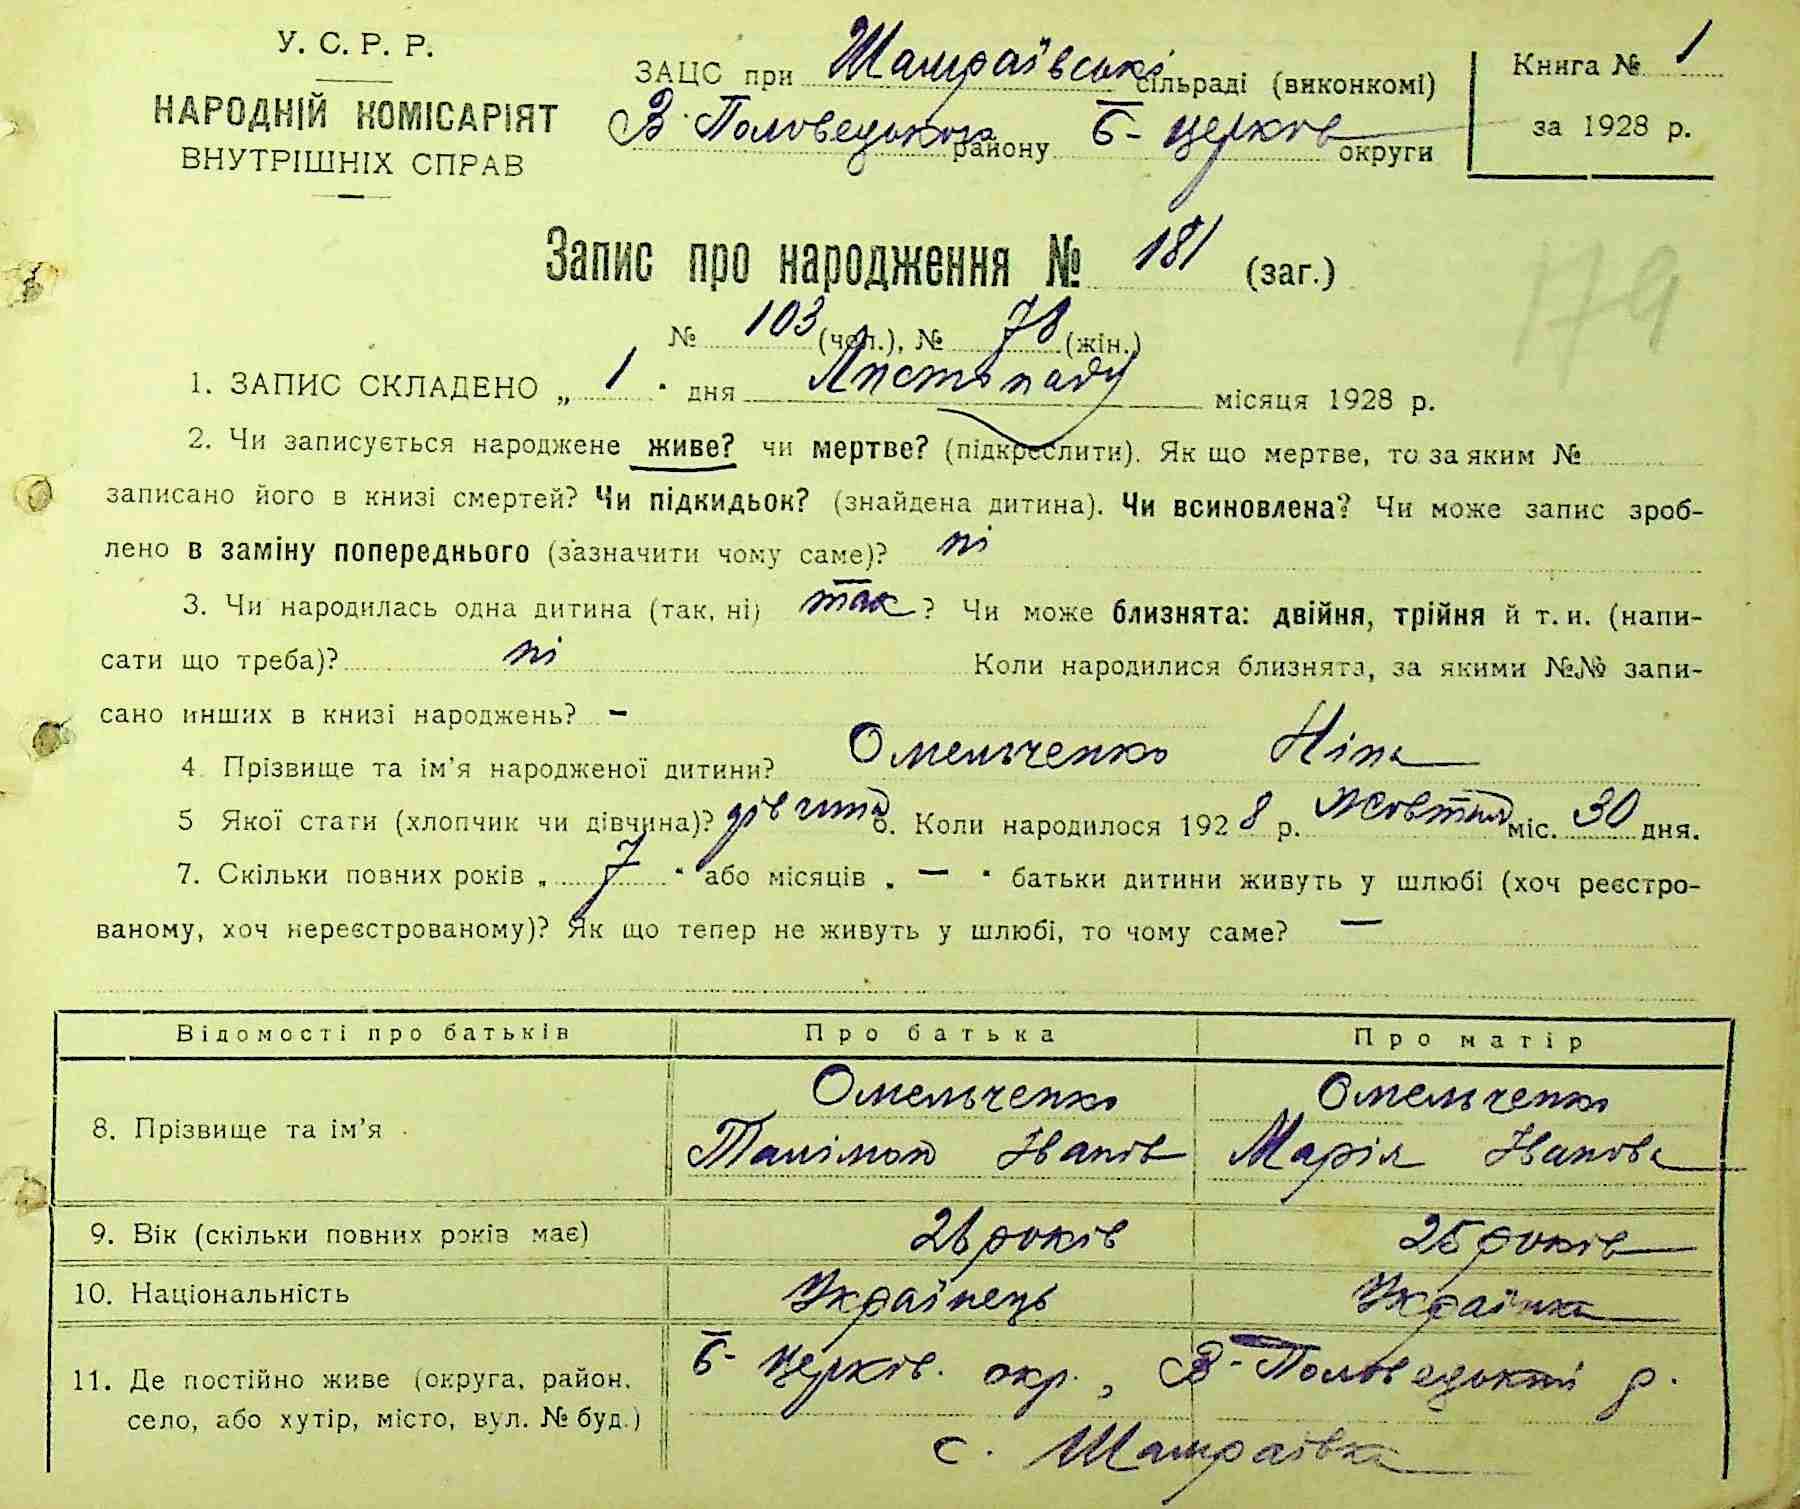 У. С. Р. Р.
НАРОДНІЙ КОМІСАРІЯТ
ВНУТРІШНІХ СПРАВ
ЗАЦС при Шамраївські сільраді (виконкомі)
В. Половецького району Б-церков округи
Книга № 1
за 1928 р.
Запис про народження № 181 (заг.)
179
№ 103 (чол.), № 78 (жін.)
1. ЗАПИС СКЛАДЕНО „ 1 " дня Листопаду місяця 1928 р.
2. Чи записується народжене живе? чи мертве? (підкреслити). Як що мертве, то за яким №
записано його в книзі смертей? Чи підкидьок? (знайдена дитина). Чи всиновлена? Чи може запис зроб-
лено в заміну попереднього (зазначити чому саме)? ні
3. Чи народилась одна дитина (так, ні) так? Чи може близнята: двійня, трійня й т. и. (напи-
сати що треба)? ні Коли народилися близнята, за якими №№ запи-
сано инших в книзі народжень? –
4. Прізвище та ім'я народженої дитини? Омельченко Ніна
5 Якої стати (хлопчик чи дівчина)? дівчина 6. Коли народилося 1928 р. Жовтня міс. 30 дня.
7. Скільки повних років „ 7 " або місяців „ — " батьки дитини живуть у шлюбі (хоч реєстро-
ваному, хоч нереєстрованому)? Як що тепер не живуть у шлюбі, то чому саме? —
Відомості про батьків Про батька Про матір
8. Прізвище та ім'я
Омельченко Омельченко
Іванів Марія Іванова
9. Вік (скільки повних років має) 28 років 25 років
10. Національність Українець Українка
11. Де постійно живе (округа, район,
село, або хутір, місто, вул. № буд.)
Б-церків. окр., В-Половецький р.
с. Шамраївка